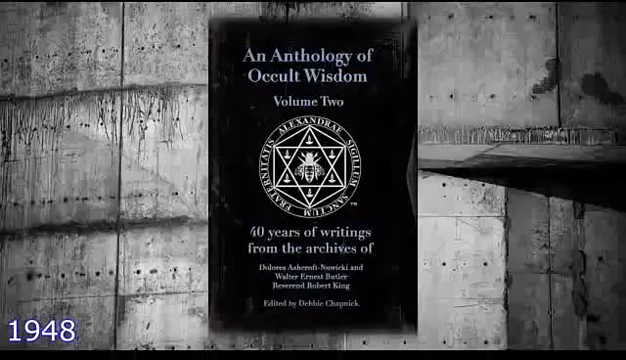 An Anthology of
Occult Wisdom
Volume Two
FRATERNITATIS ALEXANDRAE SIGILLUM SANCTUM
TM
40 years of writings
from the archives of
Dolores Ashcroft-Nowicki and
Walter Ernest Butler
Reverend Robert King
Edited by Debbie Chapnick
1948